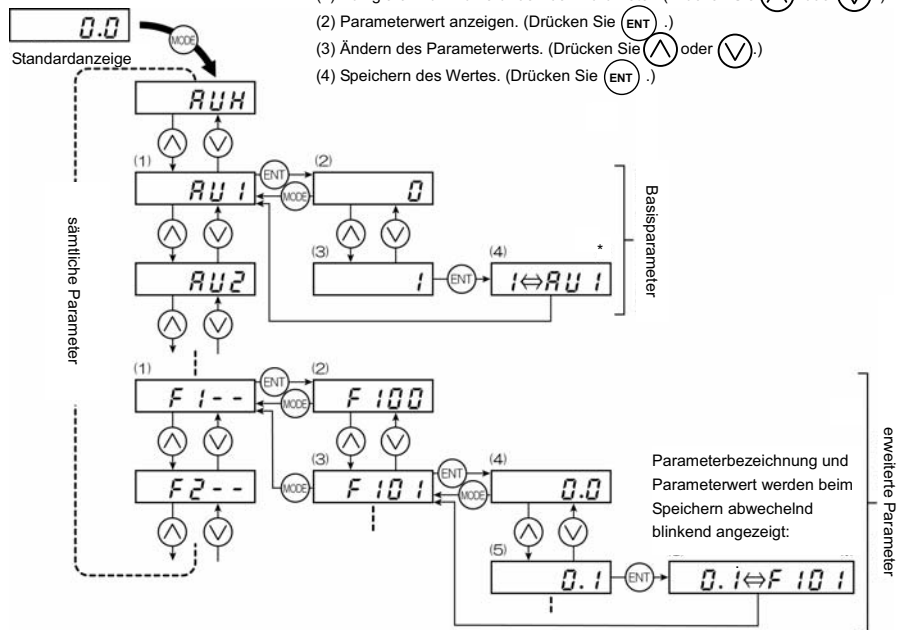 (2) Parameterwert anzeigen. (Drücken Sie ENT .)
(3) Ändern des Parameterwerts. (Drücken Sie oder .)
(4) Speichern des Wertes. (Drücken Sie ENT .)
0.0
MODE
Standardanzeige
AUH
(1)
AU1
ENT
MODE
(2)
0
(3)
1
ENT
(4)
*
1⇔AU1
AU2
Basisparameter
sämtliche Parameter
(1)
F1--
ENT
MODE
(2)
F100
F2--
MODE
(3)
F101
ENT
MODE
(4)
0.0
(5)
0.1
ENT
0.1⇔F101
Parameterbezeichnung und
Parameterwert werden beim
Speichern abwechelnd
blinkend angezeigt:
erweiterte Parameter